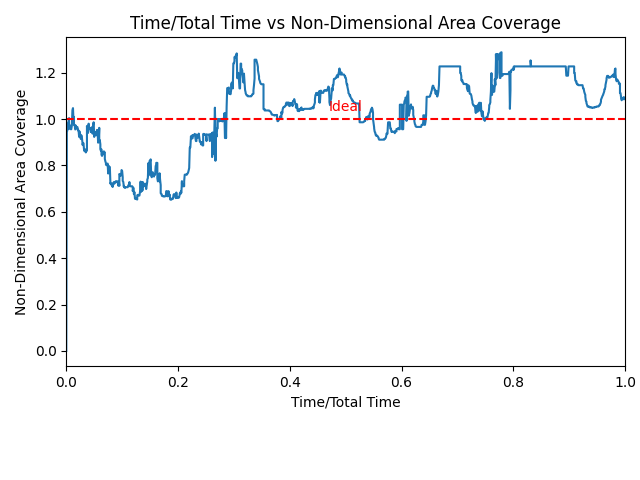 Time/Total Time vs Non-Dimensional Area Coverage
Non-Dimensional Area Coverage
1.2
1.0
0.8
0.6
0.4
0.2
0.0
Ideal
0.0 0.2 0.4 0.6 0.8 1.0
Time/Total Time